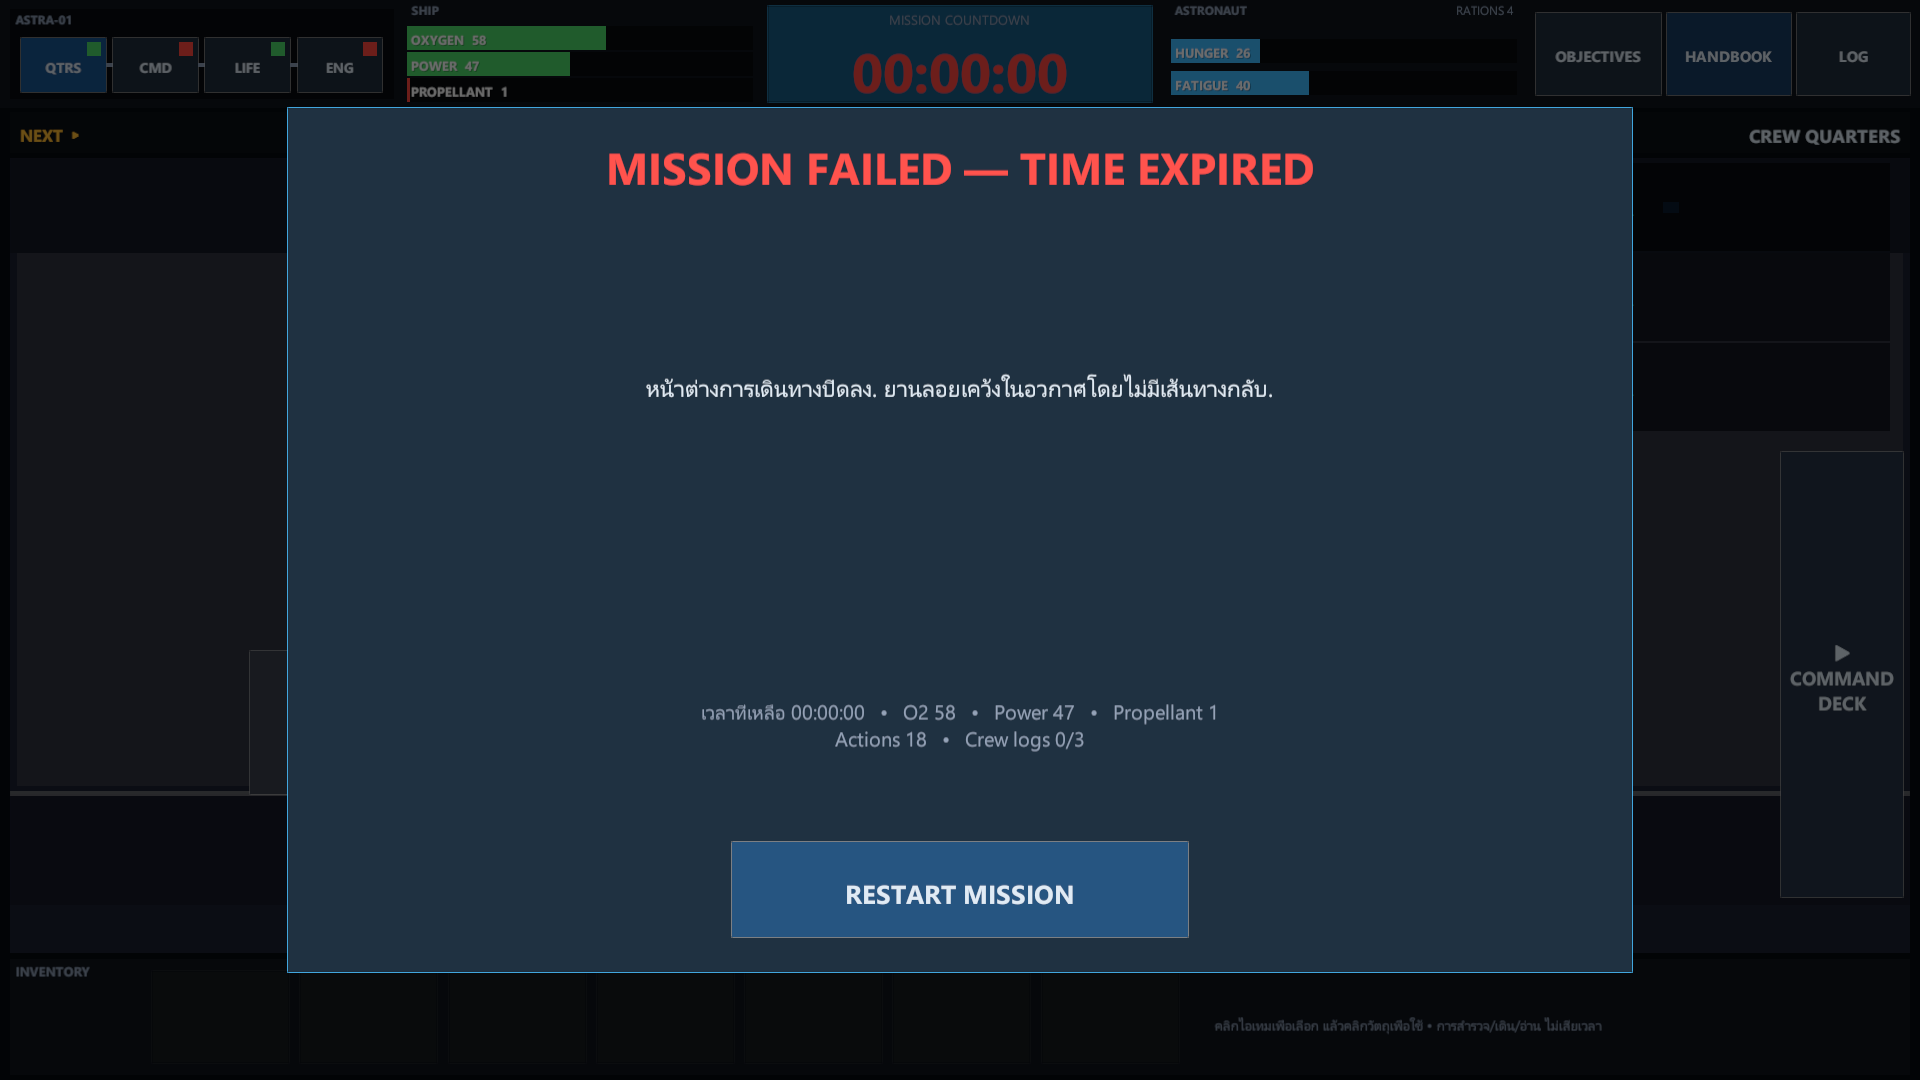 ASTRA-01
QTRS
CMD
LIFE
ENG
SHIP
OXYGEN 58
POWER 47
PROPELLANT 1
MISSION COUNTDOWN
00:00:00
ASTRONAUT
RATIONS 4
HUNGER 26
FATIGUE 40
OBJECTIVES
HANDBOOK
LOG
NEXT ▸
CREW QUARTERS
MISSION FAILED — TIME EXPIRED
หน้าต่างการเดินทางปิดลง. ยานลอยเคว้งในอวกาศโดยไม่มีเส้นทางกลับ.
▶
COMMAND
DECK
เวลาที่เหลือ 00:00:00 • O2 58 • Power 47 • Propellant 1
Actions 18 • Crew logs 0/3
RESTART MISSION
INVENTORY
คลิกไอเทมเพื่อเลือก แล้วคลิกวัตถุเพื่อใช้ • การสำรวจ/เดิน/อ่าน ไม่เสียเวลา